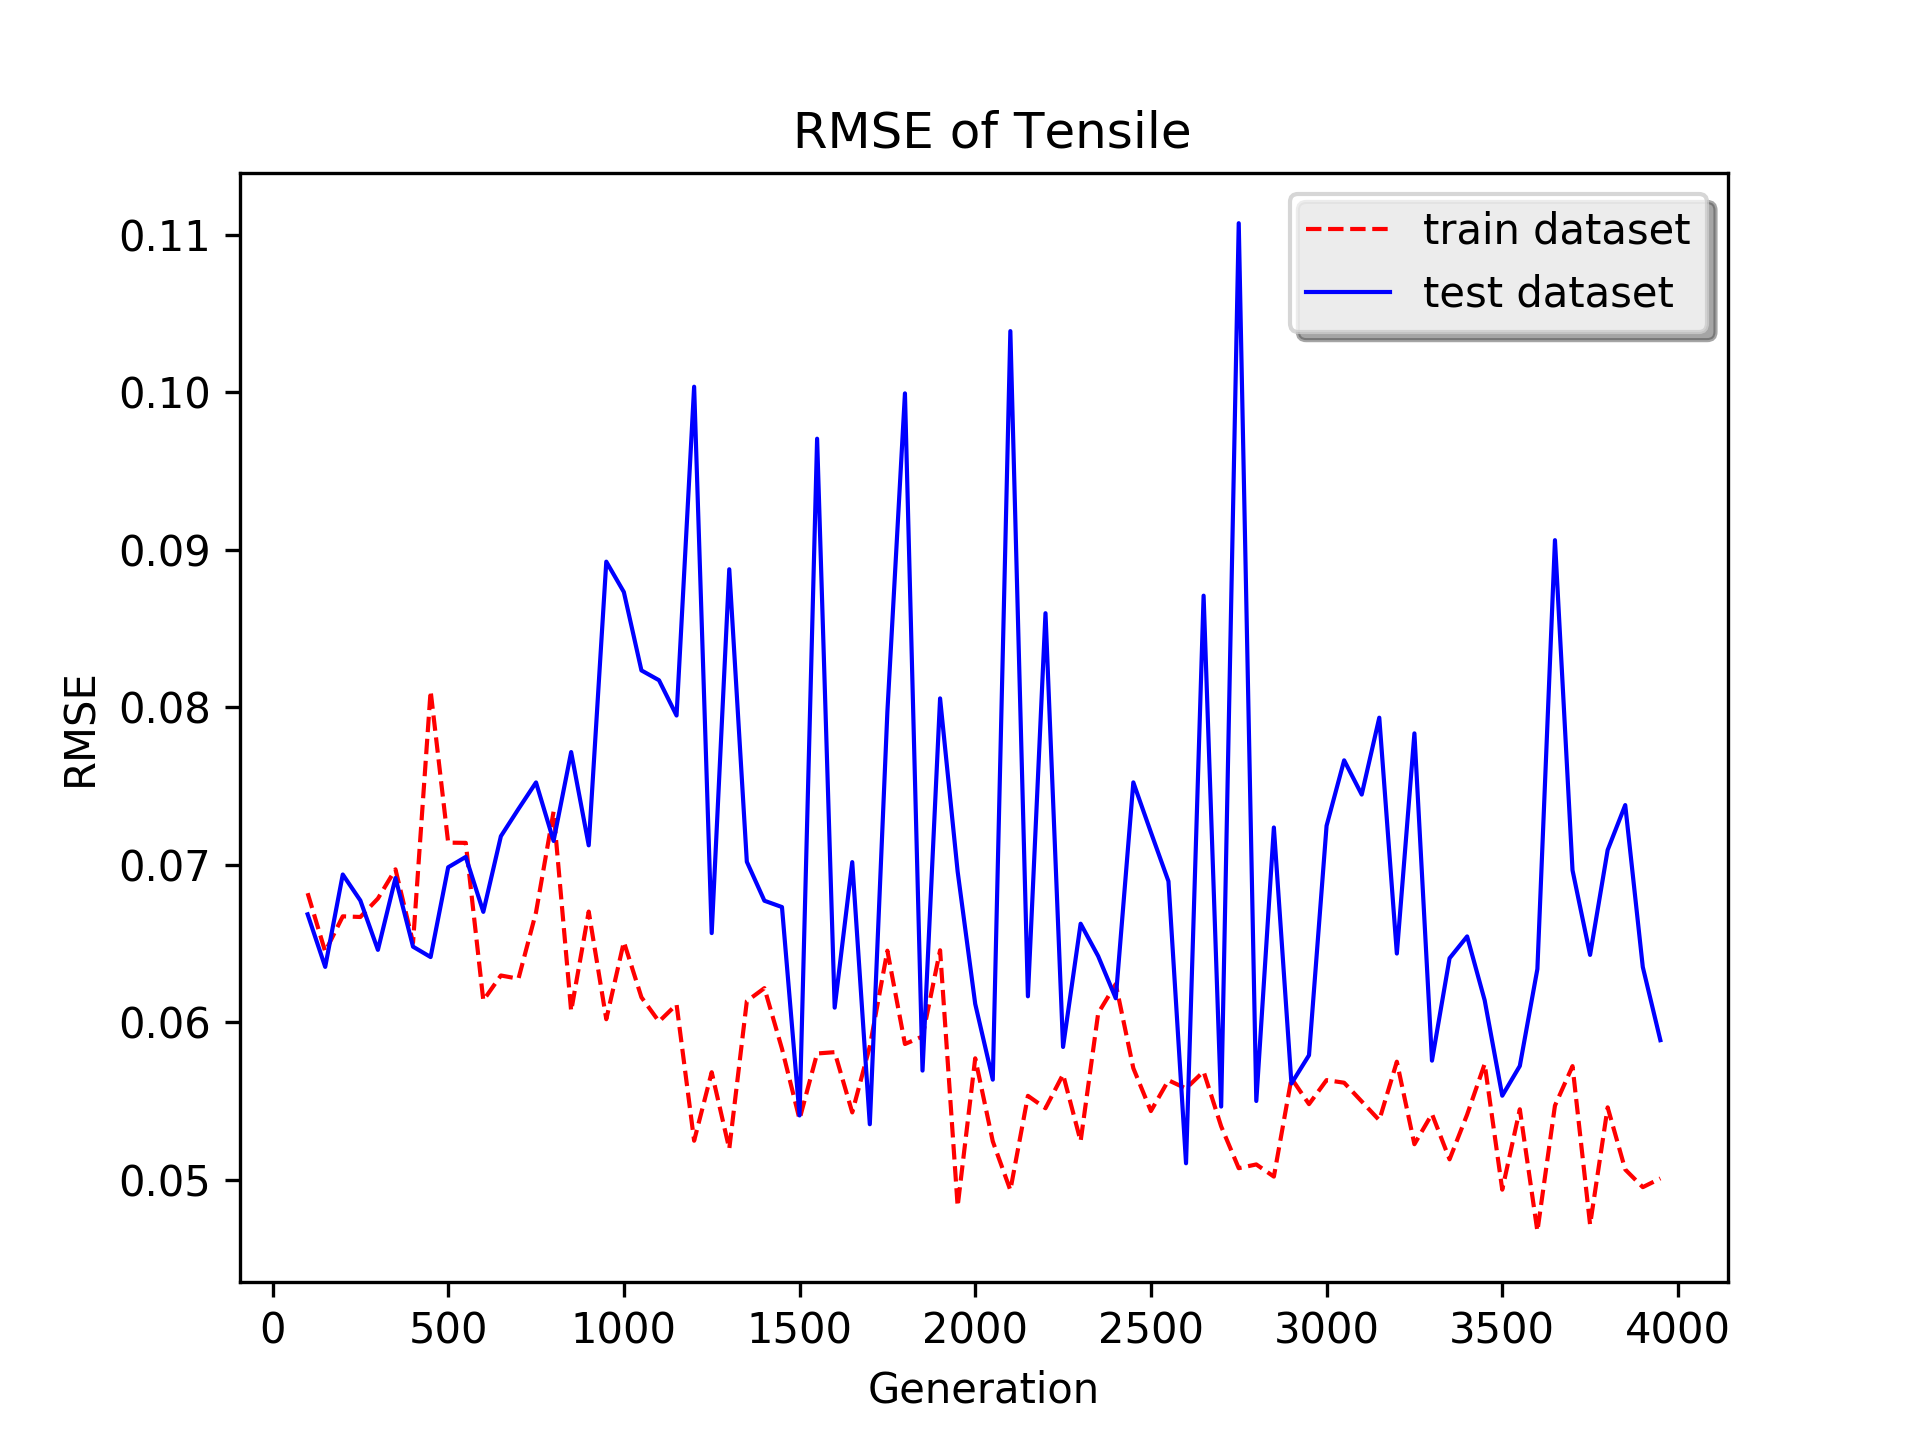 RMSE of Tensile
train dataset
test dataset
RMSE
0.11
0.10
0.09
0.08
0.07
0.06
0.05
0 500 1000 1500 2000 2500 3000 3500 4000
Generation